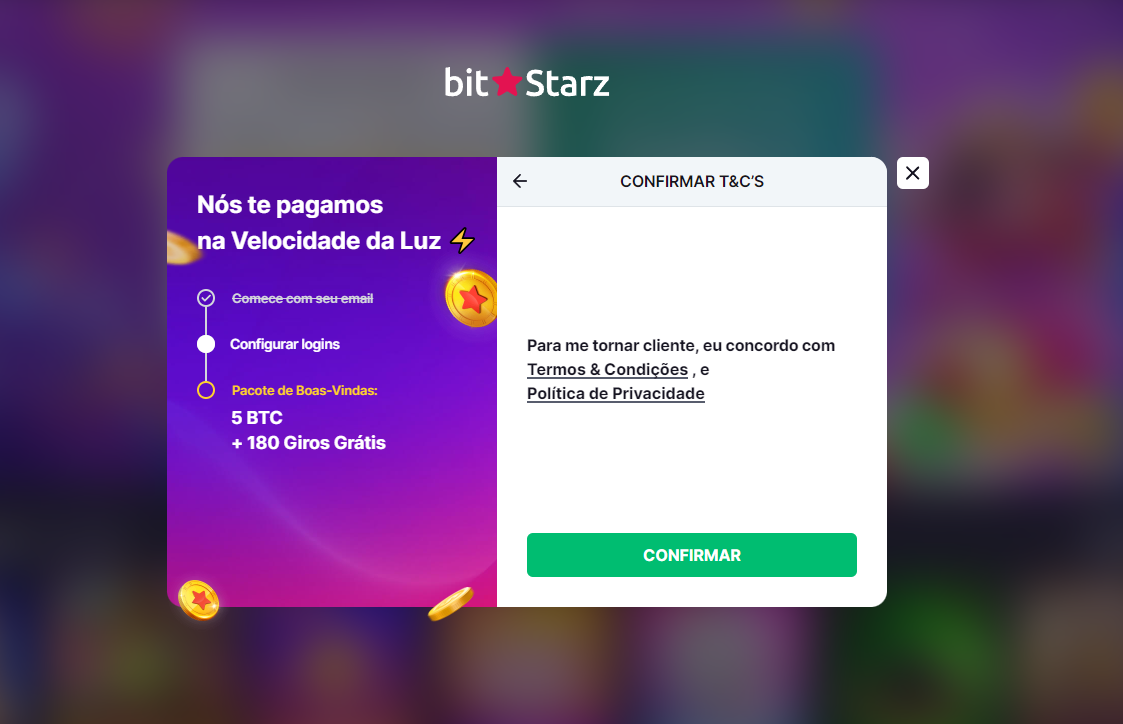 bit Starz
Nós te pagamos
na Velocidade da Luz
Comece com seu email
Configurar logins
Pacote de Boas-Vindas:
5 BTC
+ 180 Giros Grátis
CONFIRMAR T&C'S
Para me tornar cliente, eu concordo com
Termos & Condições , e
Política de Privacidade
CONFIRMAR